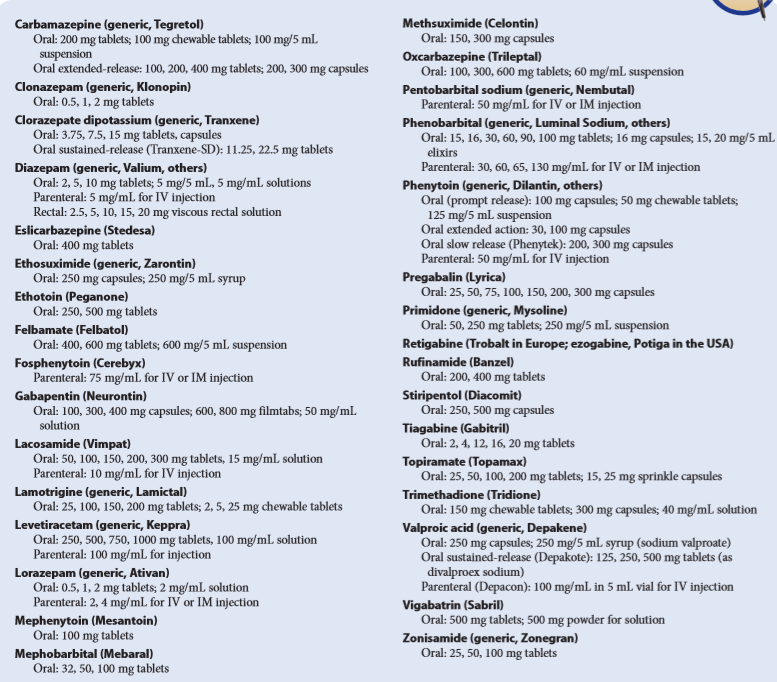 Carbamazepine (generic, Tegretol)
Oral: 200 mg tablets; 100 mg chewable tablets; 100 mg/5 mL
suspension
Oral extended-release: 100, 200, 400 mg tablets; 200, 300 mg capsules
Clonazepam (generic, Klonopin)
Oral: 0.5, 1, 2 mg tablets
Clorazepate dipotassium (generic, Tranxene)
Oral: 3.75, 7.5, 15 mg tablets, capsules
Oral sustained-release (Tranxene-SD): 11.25, 22.5 mg tablets
Diazepam (generic, Valium, others)
Oral: 2, 5, 10 mg tablets; 5 mg/5 mL, 5 mg/mL solutions
Parenteral: 5 mg/mL for IV injection
Rectal: 2.5, 5, 10, 15, 20 mg viscous rectal solution
Eslicarbazepine (Stedesa)
Oral: 400 mg tablets
Ethosuximide (generic, Zarontin)
Oral: 250 mg capsules; 250 mg/5 mL syrup
Ethotoin (Peganone)
Oral: 250, 500 mg tablets
Felbamate (Felbatol)
Oral: 400, 600 mg tablets; 600 mg/5 mL suspension
Fosphenytoin (Cerebyx)
Parenteral: 75 mg/mL for IV or IM injection
Gabapentin (Neurontin)
Oral: 100, 300, 400 mg capsules; 600, 800 mg filmtabs; 50 mg/mL
solution
Lacosamide (Vimpat)
Oral: 50, 100, 150, 200, 300 mg tablets, 15 mg/mL solution
Parenteral: 10 mg/mL for IV injection
Lamotrigine (generic, Lamictal)
Oral: 25, 100, 150, 200 mg tablets; 2, 5, 25 mg chewable tablets
Levetiracetam (generic, Keppra)
Oral: 250, 500, 750, 1000 mg tablets, 100 mg/mL solution
Parenteral: 100 mg/mL for injection
Lorazepam (generic, Ativan)
Oral: 0.5, 1, 2 mg tablets; 2 mg/mL solution
Parenteral: 2, 4 mg/mL for IV or IM injection
Mephenytoin (Mesantoin)
Oral: 100 mg tablets
Mephobarbital (Mebaral)
Oral: 32, 50, 100 mg tablets
Methsuximide (Celontin)
Oral: 150, 300 mg capsules
Oxcarbazepine (Trileptal)
Oral: 100, 300, 600 mg tablets; 60 mg/mL suspension
Pentobarbital sodium (generic, Nembutal)
Parenteral: 50 mg/mL for IV or IM injection
Phenobarbital (generic, Luminal Sodium, others)
Oral: 15, 16, 30, 60, 90, 100 mg tablets; 16 mg capsules; 15, 20 mg/5 mL
elixirs
Parenteral: 30, 60, 65, 130 mg/mL for IV or IM injection
Phenytoin (generic, Dilantin, others)
Oral (prompt release): 100 mg capsules; 50 mg chewable tablets;
125 mg/5 mL suspension
Oral extended action: 30, 100 mg capsules
Oral slow release (Phenytek): 200, 300 mg capsules
Parenteral: 50 mg/mL for IV injection
Pregabalin (Lyrica)
Oral: 25, 50, 75, 100, 150, 200, 300 mg capsules
Primidone (generic, Mysoline)
Oral: 50, 250 mg tablets; 250 mg/5 mL suspension
Retigabine (Trobalt in Europe; ezogabine, Potiga in the USA)
Rufinamide (Banzel)
Oral: 200, 400 mg tablets
Stiripentol (Diacomit)
Oral: 250, 500 mg capsules
Tiagabine (Gabitril)
Oral: 2, 4, 12, 16, 20 mg tablets
Topiramate (Topamax)
Oral: 25, 50, 100, 200 mg tablets; 15, 25 mg sprinkle capsules
Trimethadione (Tridione)
Oral: 150 mg chewable tablets; 300 mg capsules; 40 mg/mL solution
Valproic acid (generic, Depakene)
Oral: 250 mg capsules; 250 mg/5 mL syrup (sodium valproate)
Oral sustained-release (Depakote): 125, 250, 500 mg tablets (as
divalproex sodium)
Parenteral (Depacon): 100 mg/mL in 5 mL vial for IV injection
Vigabatrin (Sabril)
Oral: 500 mg tablets; 500 mg powder for solution
Zonisamide (generic, Zonegran)
Oral: 25, 50, 100 mg tablets